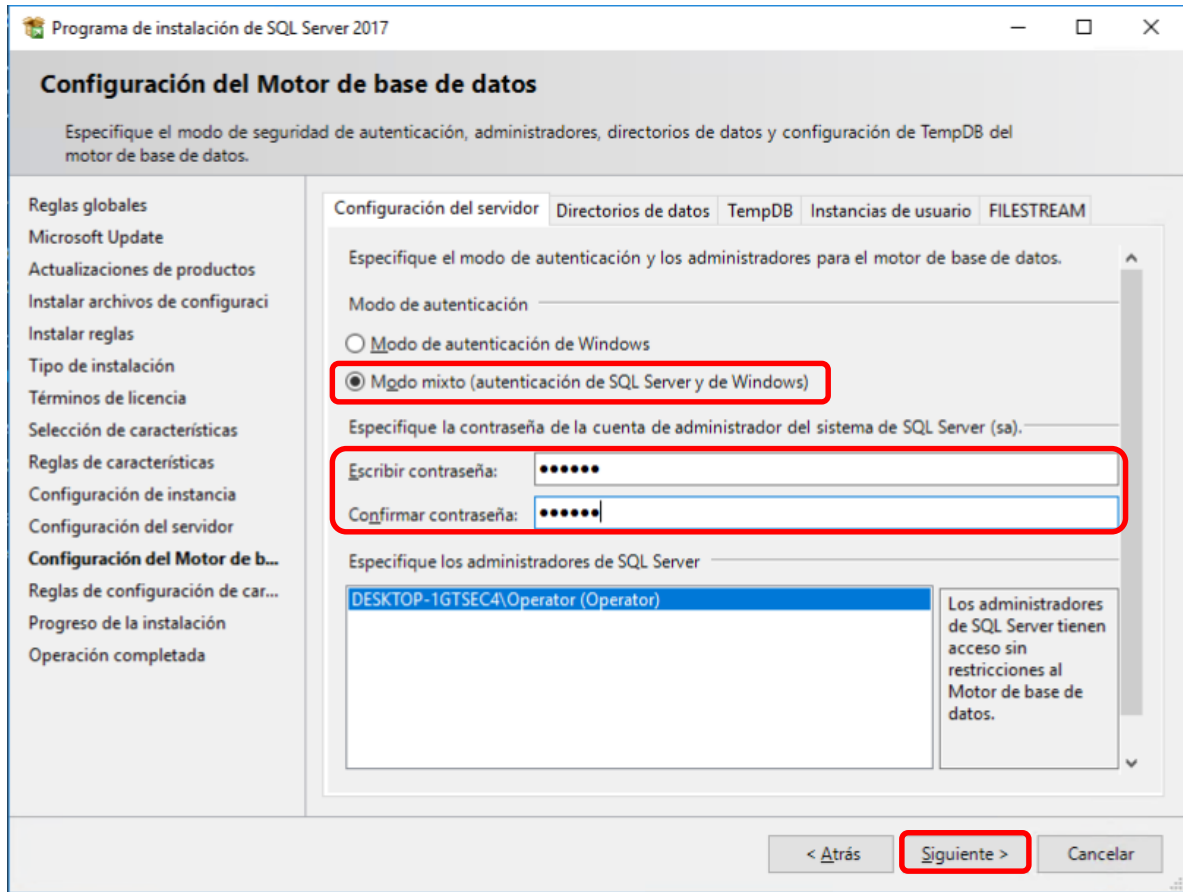 Programa de instalación de SQL Server 2017
Configuración del Motor de base de datos
Especifique el modo de seguridad de autenticación, administradores, directorios de datos y configuración de TempDB del
motor de base de datos.
Reglas globales
Microsoft Update
Actualizaciones de productos
Instalar archivos de configuraci
Instalar reglas
Tipo de instalación
Términos de licencia
Selección de características
Reglas de características
Configuración de instancia
Configuración del servidor
Configuración del Motor de b...
Reglas de configuración de car...
Progreso de la instalación
Operación completada
Configuración del servidor Directorios de datos TempDB Instancias de usuario FILESTREAM
Especifique el modo de autenticación y los administradores para el motor de base de datos.
Modo de autenticación
Modo de autenticación de Windows
Modo mixto (autenticación de SQL Server y de Windows)
Especifique la contraseña de la cuenta de administrador del sistema de SQL Server (sa).
Escribir contraseña: ●●●●●●
Confirmar contraseña: ●●●●●●
Especifique los administradores de SQL Server
DESKTOP-1GTSEC4\Operator (Operator)
Los administradores
de SQL Server tienen
acceso sin
restricciones al
Motor de base de
datos.
< Atrás Siguiente > Cancelar